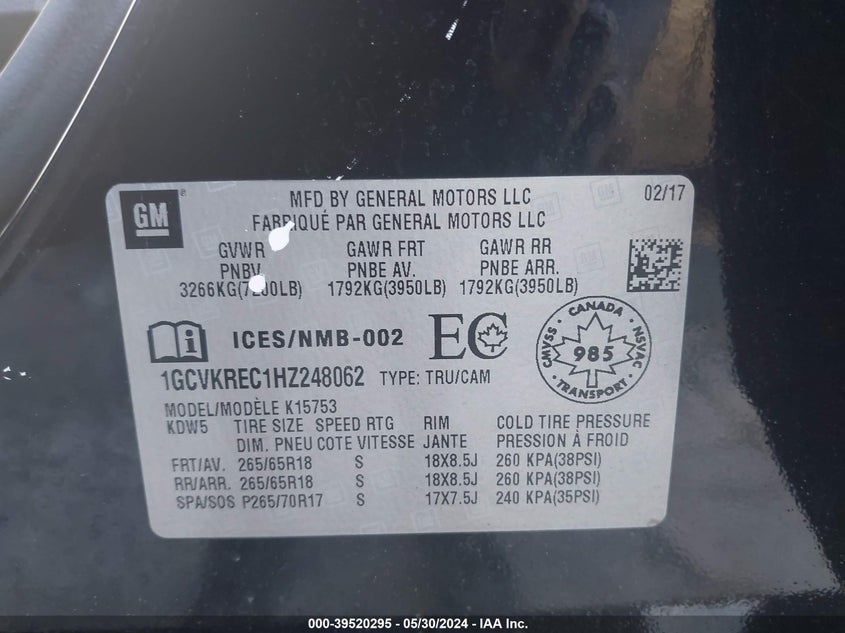 GM ® MFD BY GENERAL MOTORS LLC 02/17
FABRIQUÉ PAR GENERAL MOTORS LLC
GVWR GAWR FRT GAWR RR
PNBV PNBE AV. PNBE ARR.
3266KG(7200LB) 1792KG(3950LB) 1792KG(3950LB)
i ICES/NMB-002 EC CANADA CMVSS 985 NSVAC TRANSPORT
1GCVKREC1HZ248062 TYPE: TRU/CAM
MODEL/MODÈLE K15753
KDW5 TIRE SIZE SPEED RTG RIM COLD TIRE PRESSURE
DIM. PNEU COTE VITESSE JANTE PRESSION À FROID
FRT/AV. 265/65R18 S 18X8.5J 260 KPA(38PSI)
RR/ARR. 265/65R18 S 18X8.5J 260 KPA(38PSI)
SPA/SOS P265/70R17 S 17X7.5J 240 KPA(35PSI)
000-39520295 - 05/30/2024 - IAA Inc.